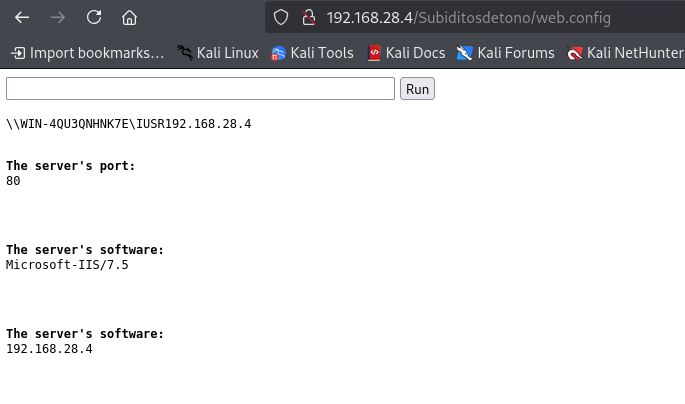 192.168.28.4/Subiditosdetono/web.config
Import bookmarks… Kali Linux Kali Tools Kali Docs Kali Forums Kali NetHunter
Run
\\WIN-4QU3QNHNK7E\IUSR192.168.28.4
The server's port:
80
The server's software:
Microsoft-IIS/7.5
The server's software:
192.168.28.4